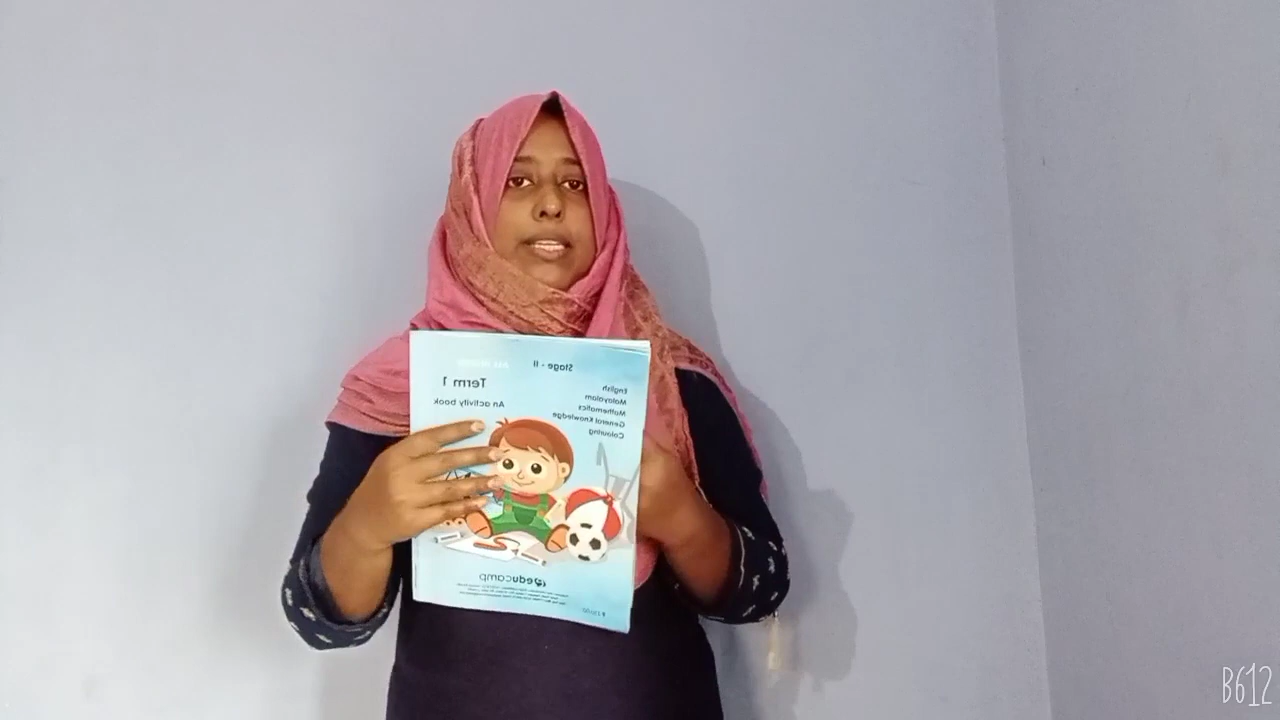 Stage - II
Term 1
An activity book
English
Malayalam
Mathematics
General Knowledge
Colouring
educamp
B612